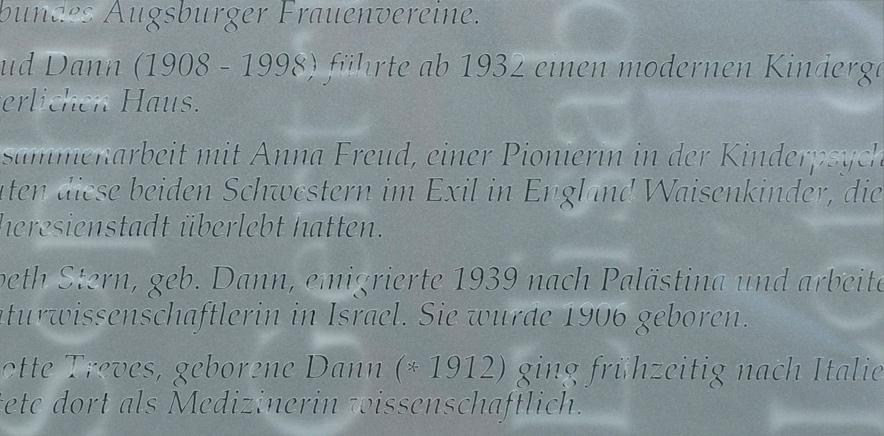 bundes Augsburger Frauenvereine.
ud Dann (1908 - 1998) führte ab 1932 einen modernen Kinderga
erlichen Haus.
sammenarbeit mit Anna Freud, einer Pionierin in der Kinderpsych
ten diese beiden Schwestern im Exil in England Waisenkinder, die
heresienstadt überlebt hatten.
beth Stern, geb. Dann, emigrierte 1939 nach Palästina und arbeite
aturwissenschaftlerin in Israel. Sie wurde 1906 geboren.
otte Treves, geborene Dann (* 1912) ging frühzeitig nach Italie
tete dort als Medizinerin wissenschaftlich.